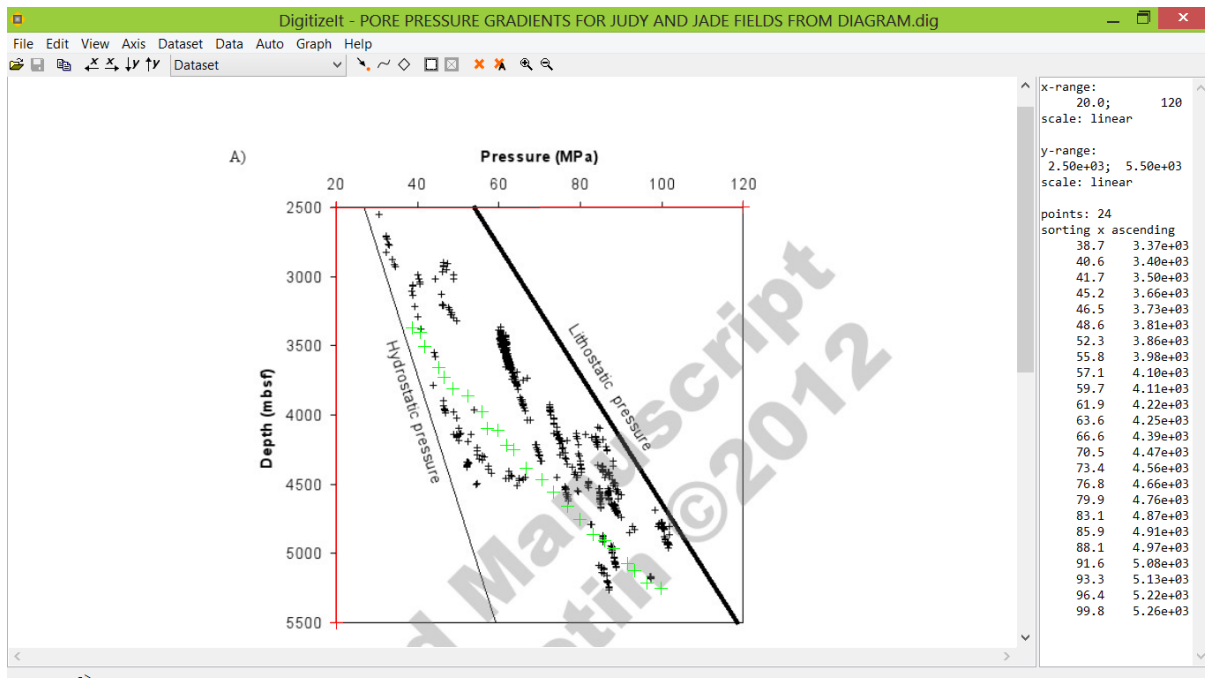 DigitizeIt - PORE PRESSURE GRADIENTS FOR JUDY AND JADE FIELDS FROM DIAGRAM.dig
File Edit View Axis Dataset Data Auto Graph Help
Dataset
x-range:
20.0; 120
scale: linear
y-range:
2.50e+03; 5.50e+03
scale: linear
points: 24
sorting x ascending
38.7 3.37e+03
40.6 3.40e+03
41.7 3.50e+03
45.2 3.66e+03
46.5 3.73e+03
48.6 3.81e+03
52.3 3.86e+03
55.8 3.98e+03
57.1 4.10e+03
59.7 4.11e+03
61.9 4.22e+03
63.6 4.25e+03
66.6 4.39e+03
70.5 4.47e+03
73.4 4.56e+03
76.8 4.66e+03
79.9 4.76e+03
83.1 4.87e+03
85.9 4.91e+03
88.1 4.97e+03
91.6 5.08e+03
93.3 5.13e+03
96.4 5.22e+03
99.8 5.26e+03
A)
Pressure (MPa)
20 40 60 80 100 120
2500
3000
3500
4000
4500
5000
5500
Depth (mbsf)
Hydrostatic pressure
Lithostatic pressure
d Manuscript
etin ©2012